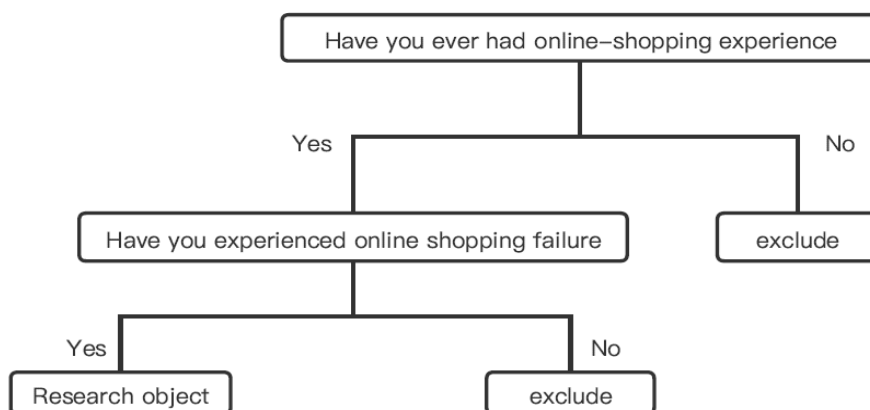 Have you ever had online-shopping experience
Yes
No
Have you experienced online shopping failure
exclude
Yes
No
Research object
exclude